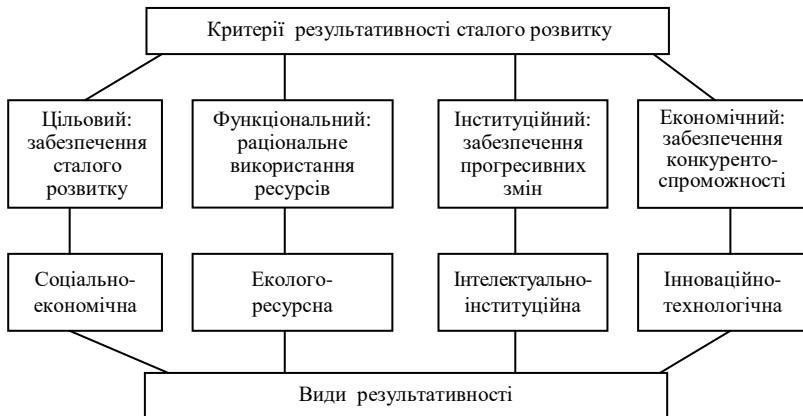 Критерії результативності сталого розвитку
Цільовий:
забезпечення
сталого
розвитку
Функціональний:
раціональне
використання
ресурсів
Інституційний:
забезпечення
прогресивних
змін
Економічний:
забезпечення
конкуренто-
спроможності
Соціально-
економічна
Еколого-
ресурсна
Інтелектуально-
інституційна
Інноваційно-
технологічна
Види результативності